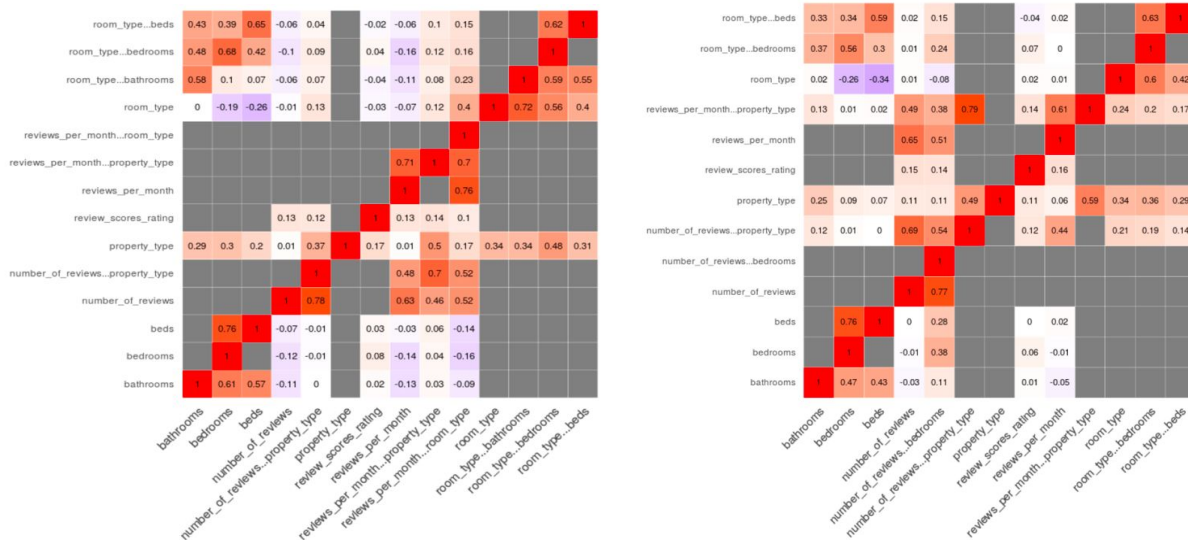 room_type...beds 0.43 0.39 0.65 -0.06 0.04 -0.02 -0.06 0.1 0.15 0.62 1
room_type...bedrooms 0.48 0.68 0.42 -0.1 0.09 0.04 -0.16 0.12 0.16 1
room_type...bathrooms 0.58 0.1 0.07 -0.06 0.07 -0.04 -0.11 0.08 0.23 1 0.59 0.55
room_type 0 -0.19 -0.26 -0.01 0.13 -0.03 -0.07 0.12 0.4 1 0.72 0.56 0.4
reviews_per_month...room_type 1
reviews_per_month...property_type 0.71 1 0.7
reviews_per_month 1 0.76
review_scores_rating 0.13 0.12 1 0.13 0.14 0.1
property_type 0.29 0.3 0.2 0.01 0.37 1 0.17 0.01 0.5 0.17 0.34 0.34 0.48 0.31
number_of_reviews...property_type 1 0.48 0.7 0.52
number_of_reviews 1 0.78 0.63 0.46 0.52
beds 0.76 1 -0.07 -0.01 0.03 -0.03 0.06 -0.14
bedrooms 1 -0.12 -0.01 0.08 -0.14 0.04 -0.16
bathrooms 1 0.61 0.57 -0.11 0 0.02 -0.13 0.03 -0.09
bathrooms
bedrooms
beds
number_of_reviews
number_of_reviews...property_type
property_type
review_scores_rating
reviews_per_month
reviews_per_month...property_type
reviews_per_month...room_type
room_type
room_type...bathrooms
room_type...bedrooms
room_type...beds
room_type...beds 0.33 0.34 0.59 0.02 0.15 -0.04 0.02 0.63 1
room_type...bedrooms 0.37 0.56 0.3 0.01 0.24 0.07 0 1
room_type 0.02 -0.26 -0.34 0.01 -0.08 0.02 0.01 1 0.6 0.42
reviews_per_month...property_type 0.13 0.01 0.02 0.49 0.38 0.79 0.14 0.61 1 0.24 0.2 0.17
reviews_per_month 0.65 0.51 1
review_scores_rating 0.15 0.14 1 0.16
property_type 0.25 0.09 0.07 0.11 0.11 0.49 1 0.11 0.06 0.59 0.34 0.36 0.29
number_of_reviews...property_type 0.12 0.01 0 0.69 0.54 1 0.12 0.44 0.21 0.19 0.14
number_of_reviews...bedrooms 1
number_of_reviews 1 0.77
beds 0.76 1 0 0.28 0 0.02
bedrooms 1 -0.01 0.38 0.06 -0.01
bathrooms 1 0.47 0.43 -0.03 0.11 0.01 -0.05
bathrooms
bedrooms
beds
number_of_reviews
number_of_reviews...bedrooms
number_of_reviews...property_type
property_type
review_scores_rating
reviews_per_month
reviews_per_month...property_type
room_type
room_type...bedrooms
room_type...beds